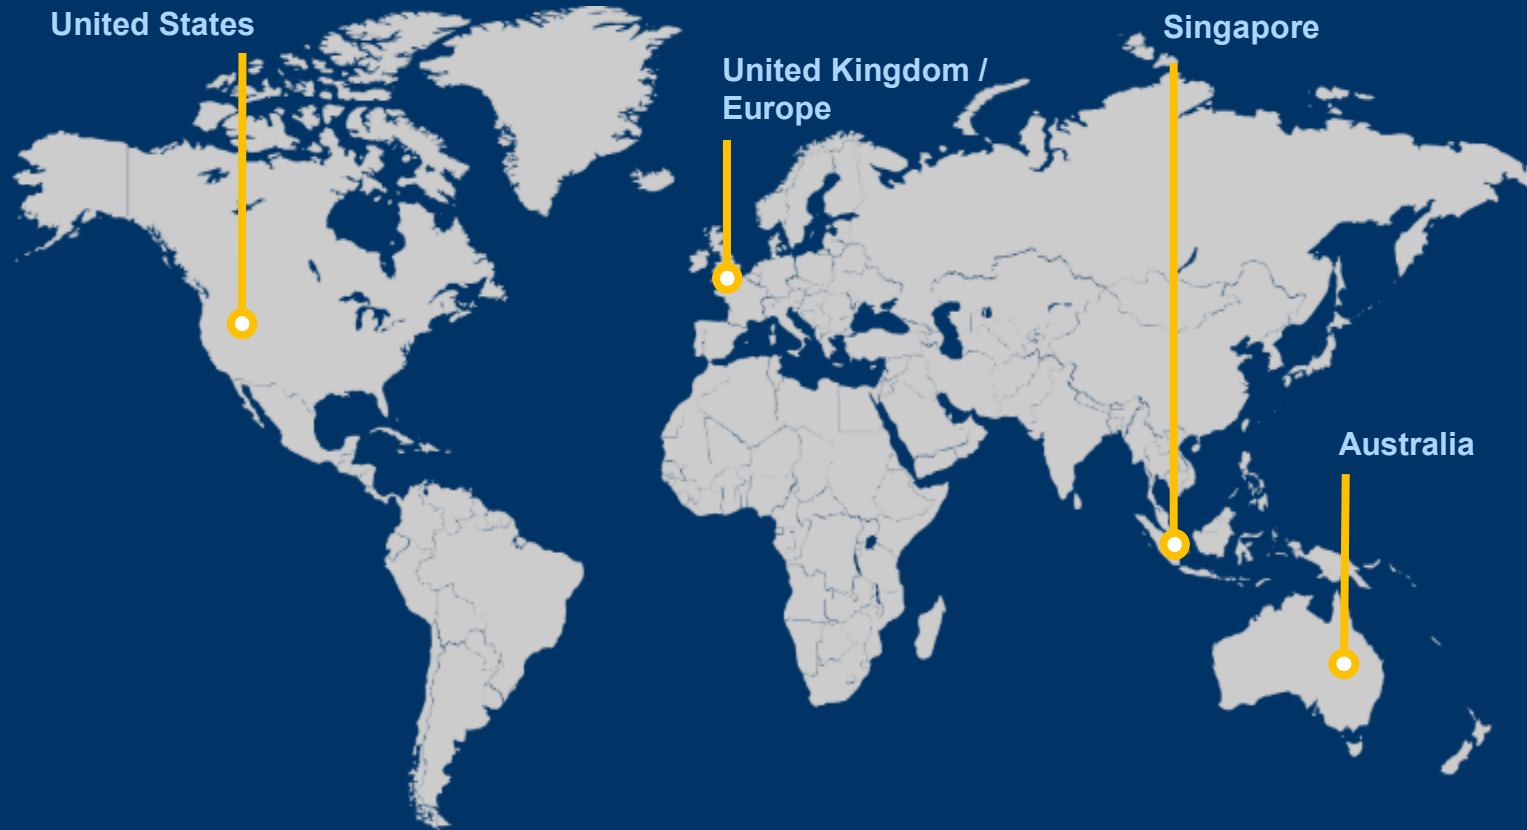 United States
Singapore
United Kingdom /
Europe
Australia